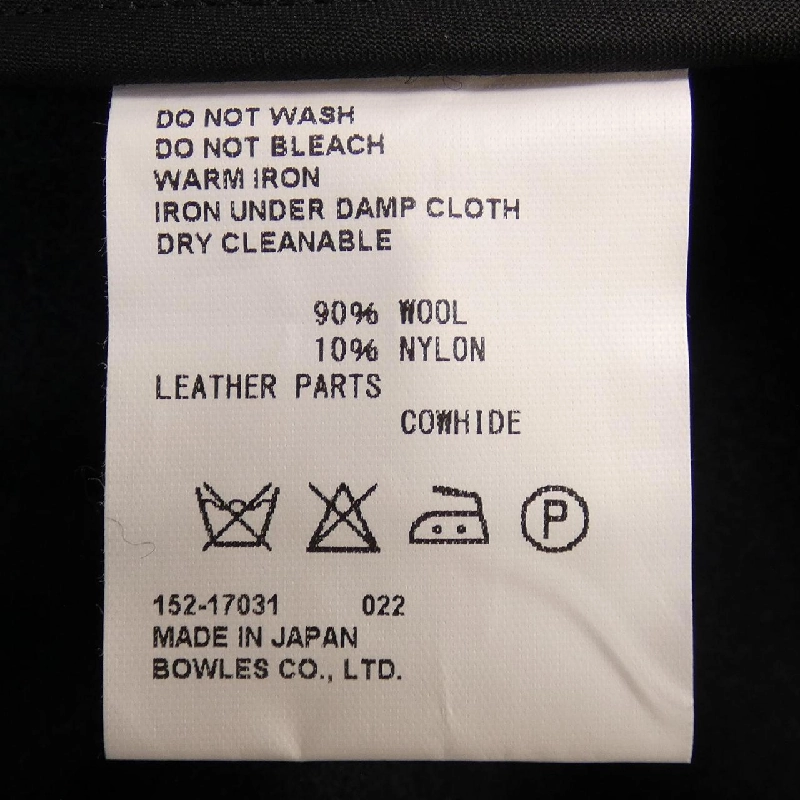 DO NOT WASH
DO NOT BLEACH
WARM IRON
IRON UNDER DAMP CLOTH
DRY CLEANABLE
90% WOOL
10% NYLON
LEATHER PARTS
COWHIDE
P
152-17031 022
MADE IN JAPAN
BOWLES CO., LTD.